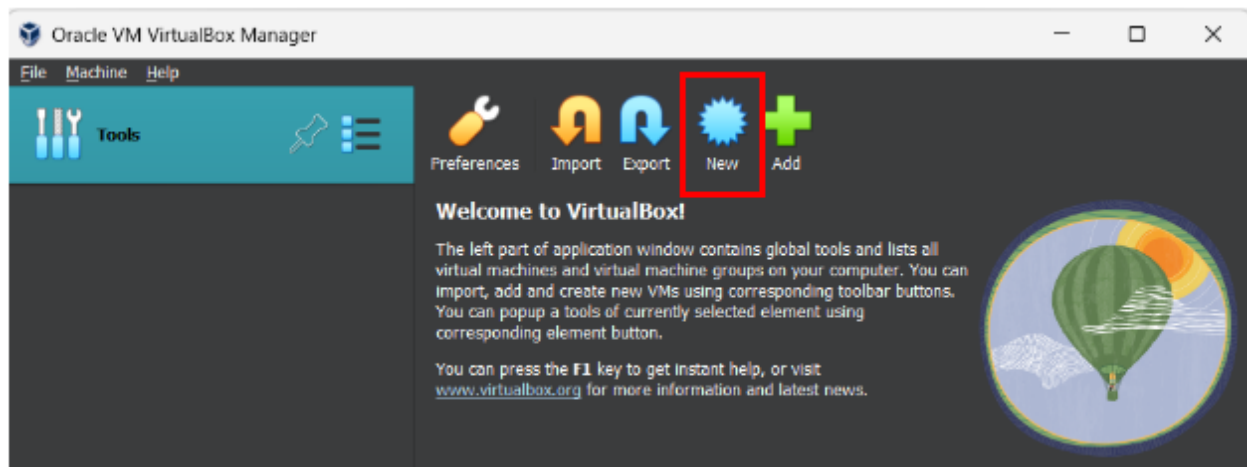 Oracle VM VirtualBox Manager
File Machine Help
Tools
Preferences Import Export New Add
Welcome to VirtualBox!
The left part of application window contains global tools and lists all
virtual machines and virtual machine groups on your computer. You can
import, add and create new VMs using corresponding toolbar buttons.
You can popup a tools of currently selected element using
corresponding element button.
You can press the F1 key to get instant help, or visit
www.virtualbox.org for more information and latest news.